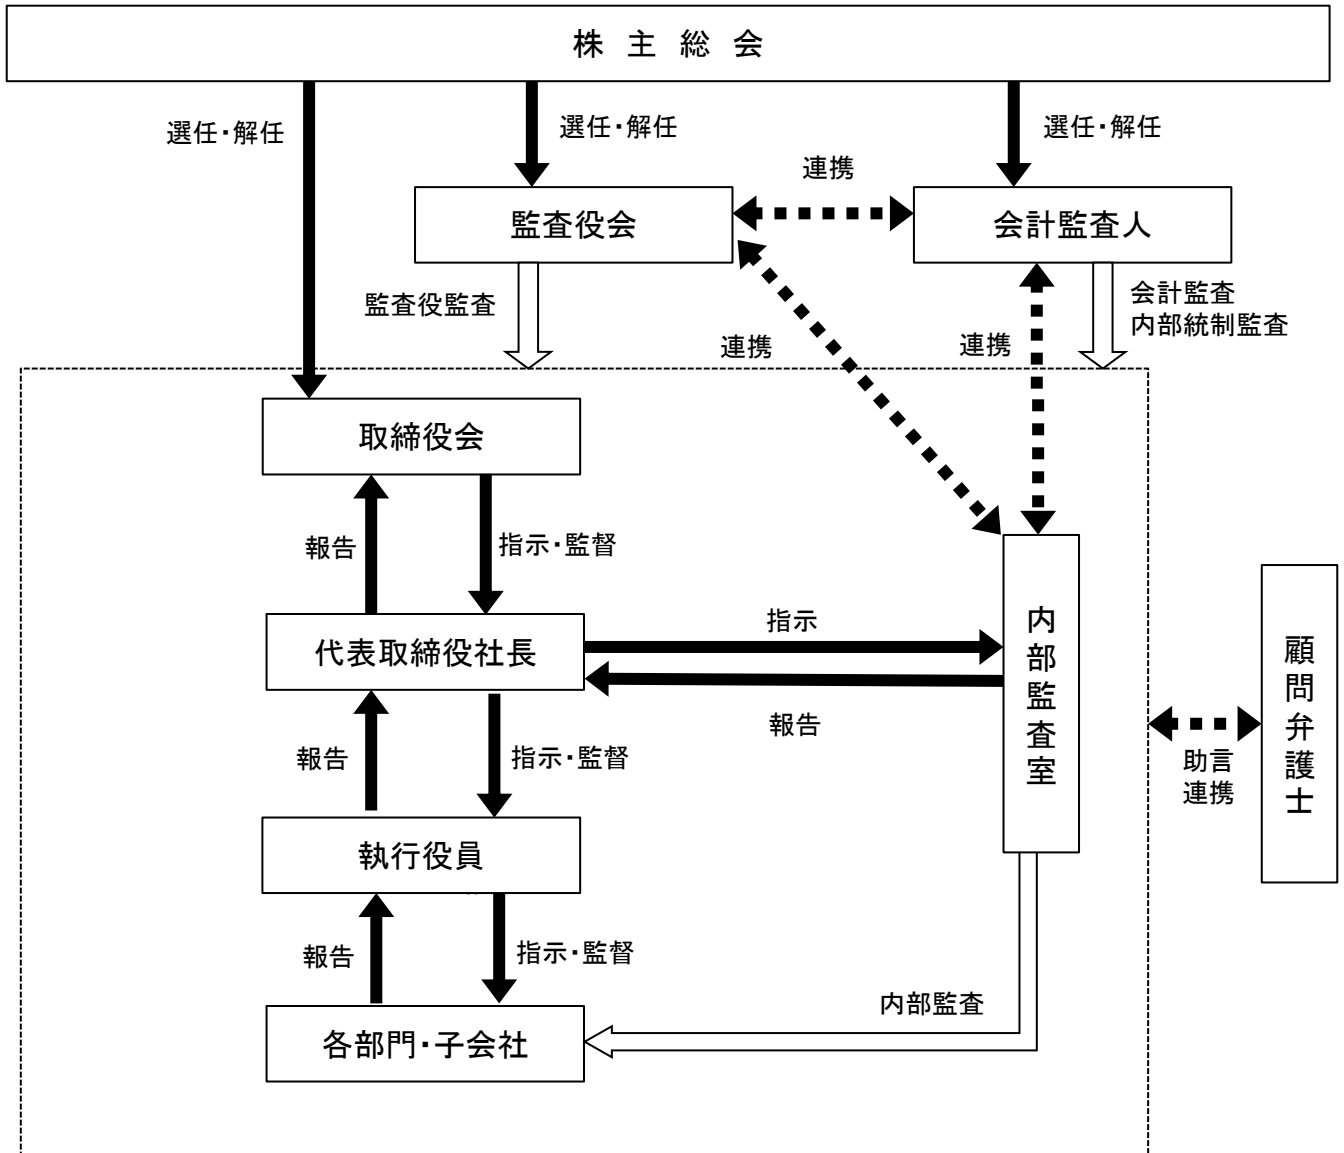 株主総会
選任・解任
選任・解任
選任・解任
連携
監査役会
会計監査人
監査役監査
会計監査
内部統制監査
連携
連携
取締役会
報告
指示・監督
代表取締役社長
指示
報告
内部監査室
顧問弁護士
助言
連携
報告
指示・監督
執行役員
報告
指示・監督
内部監査
各部門・子会社